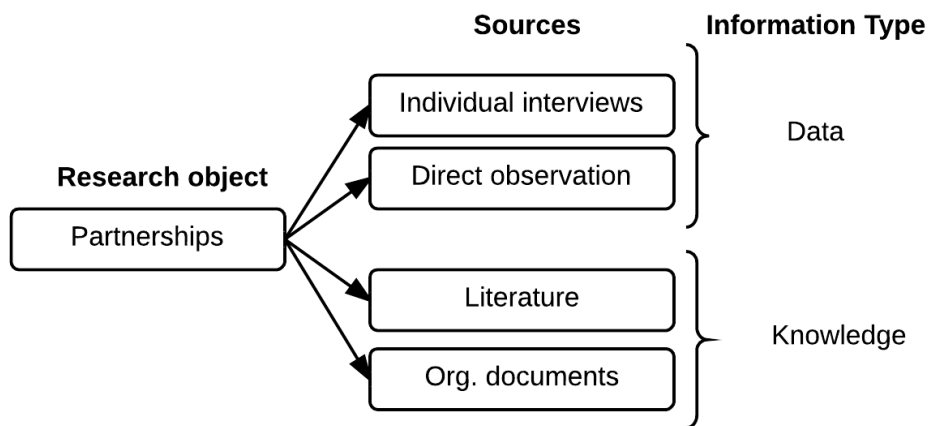 Sources
Information Type
Individual interviews
Data
Direct observation
Research object
Partnerships
Literature
Knowledge
Org. documents